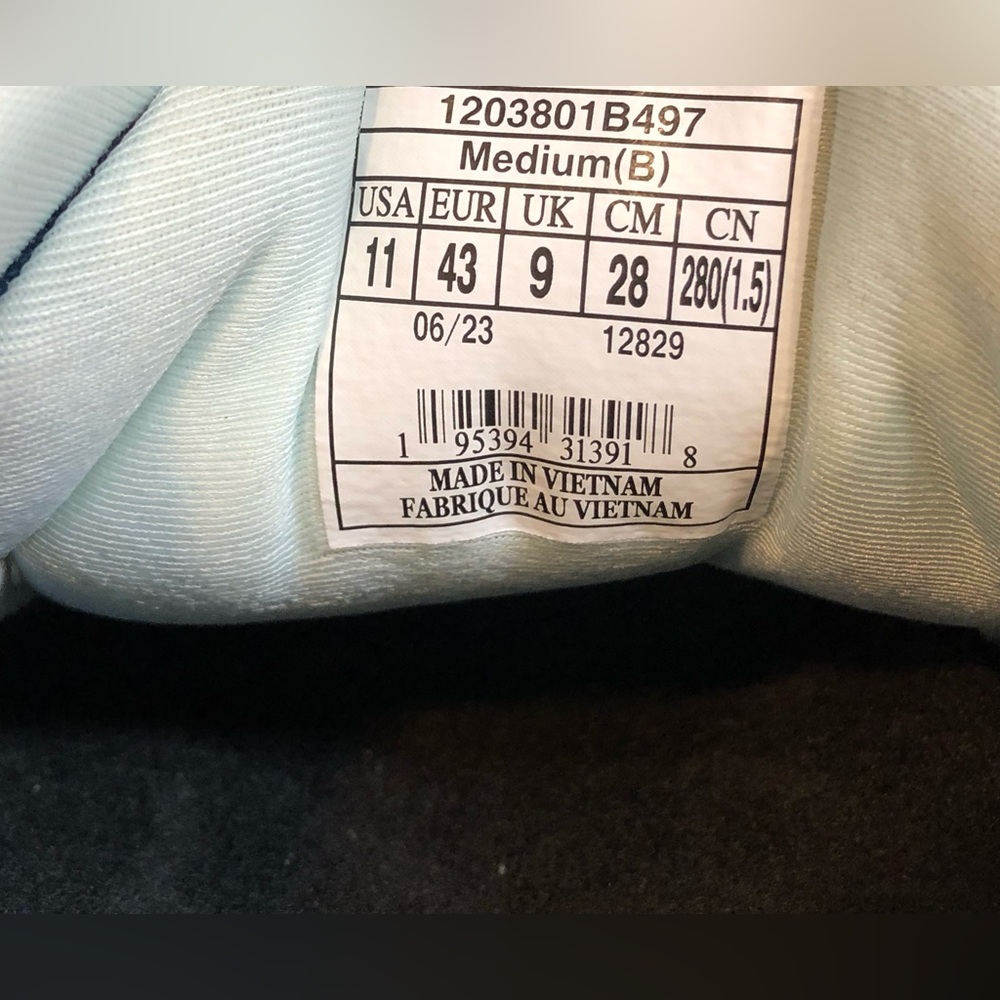 1203801B497
Medium(B)
USA EUR UK CM CN
11 43 9 28 280(1.5)
06/23 12829
1 95394 31391 8
MADE IN VIETNAM
FABRIQUE AU VIETNAM